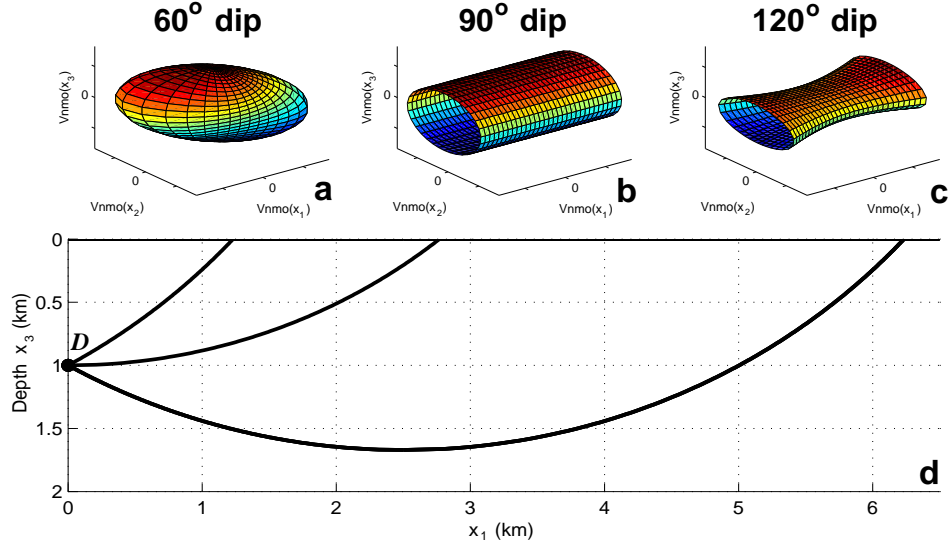 60° dip 90° dip 120° dip
Vnmo(x₃) 0 Vnmo(x₂) 0 0 Vnmo(x₁) a
Vnmo(x₃) 0 Vnmo(x₂) 0 0 Vnmo(x₁) b
Vnmo(x₃) 0 Vnmo(x₂) 0 0 Vnmo(x₁) c
Depth x₃ (km)
0
0.5
D
1
1.5
2
d
0 1 2 3 4 5 6
x₁ (km)